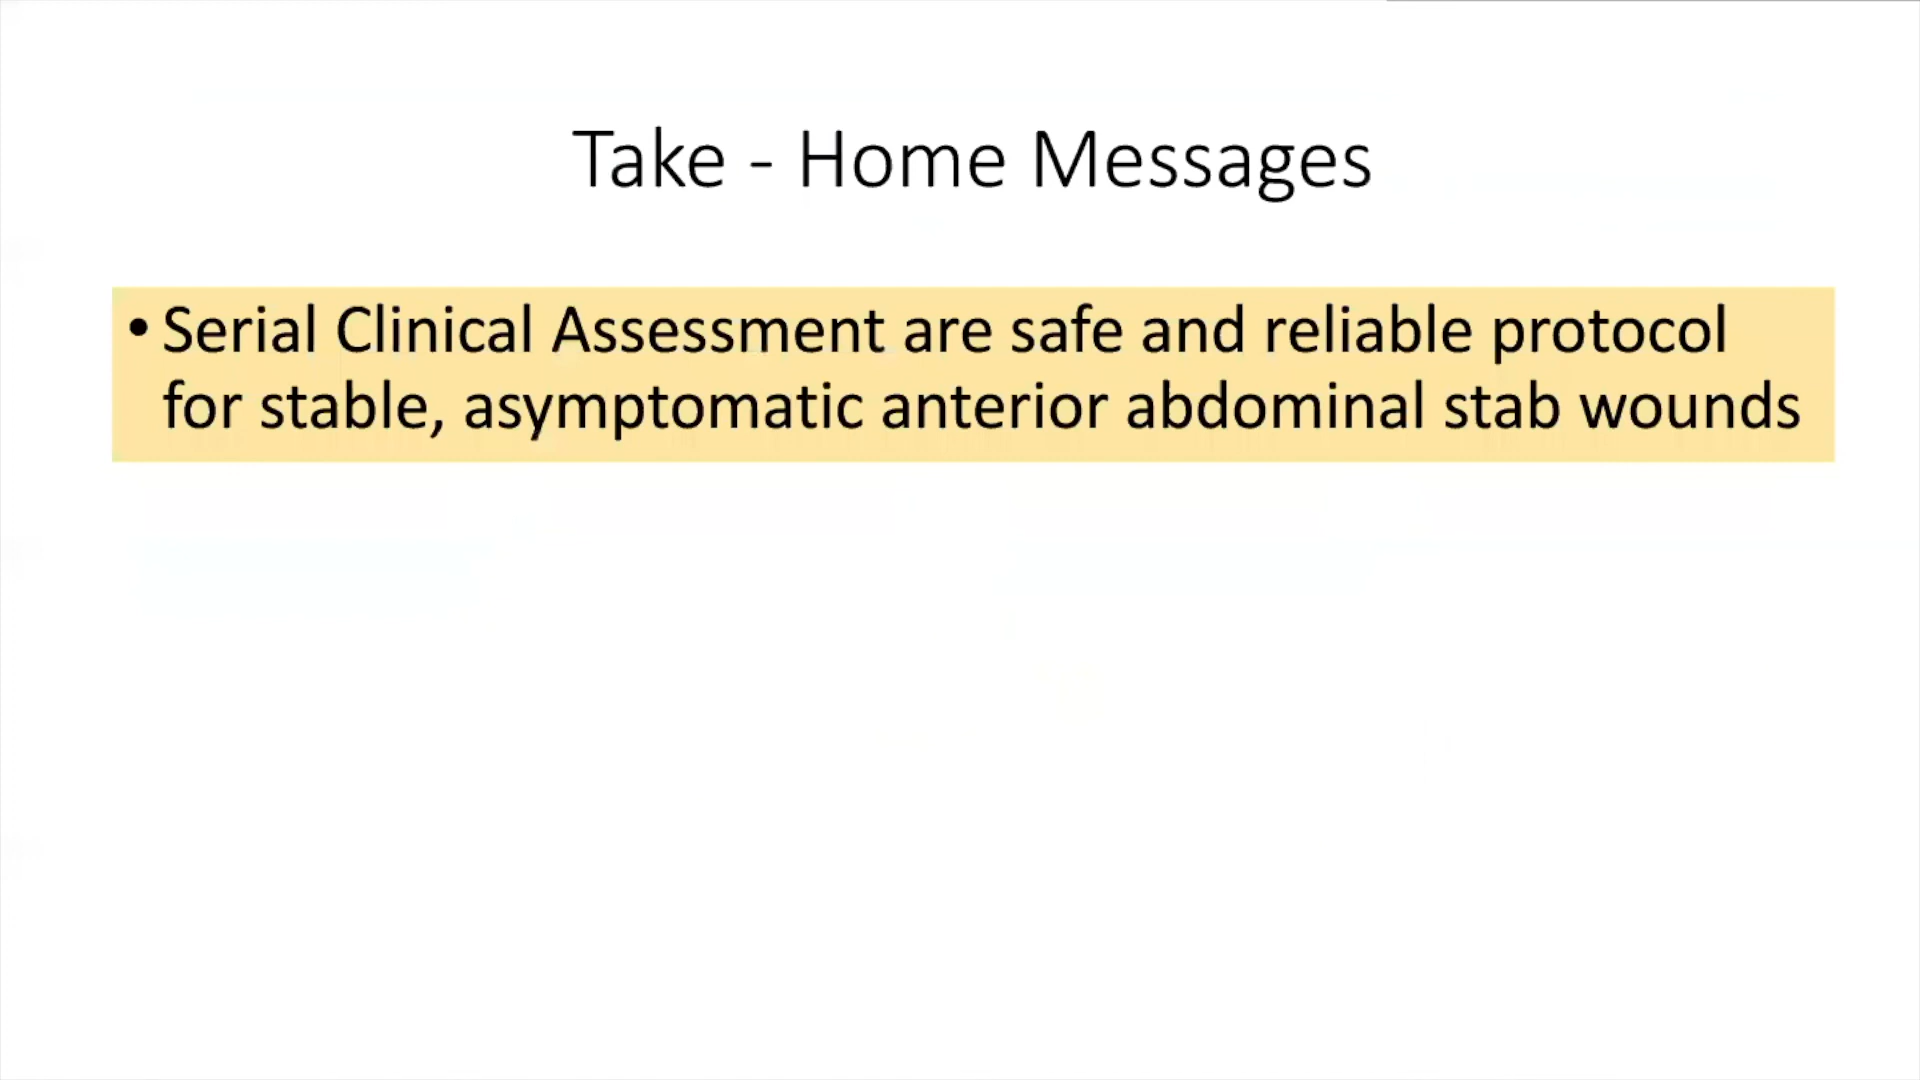 Take - Home Messages
• Serial Clinical Assessment are safe and reliable protocol
for stable, asymptomatic anterior abdominal stab wounds